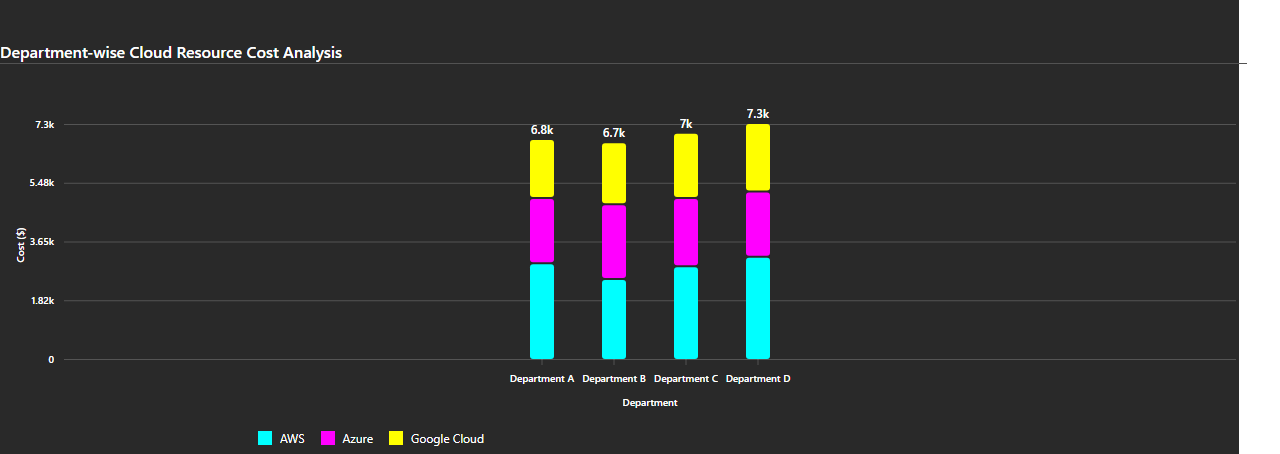 Department-wise Cloud Resource Cost Analysis
6.8k 6.7k 7k 7.3k
7.3k
5.48k
3.65k
1.82k
0
Cost ($)
Department A Department B Department C Department D
Department
AWS Azure Google Cloud